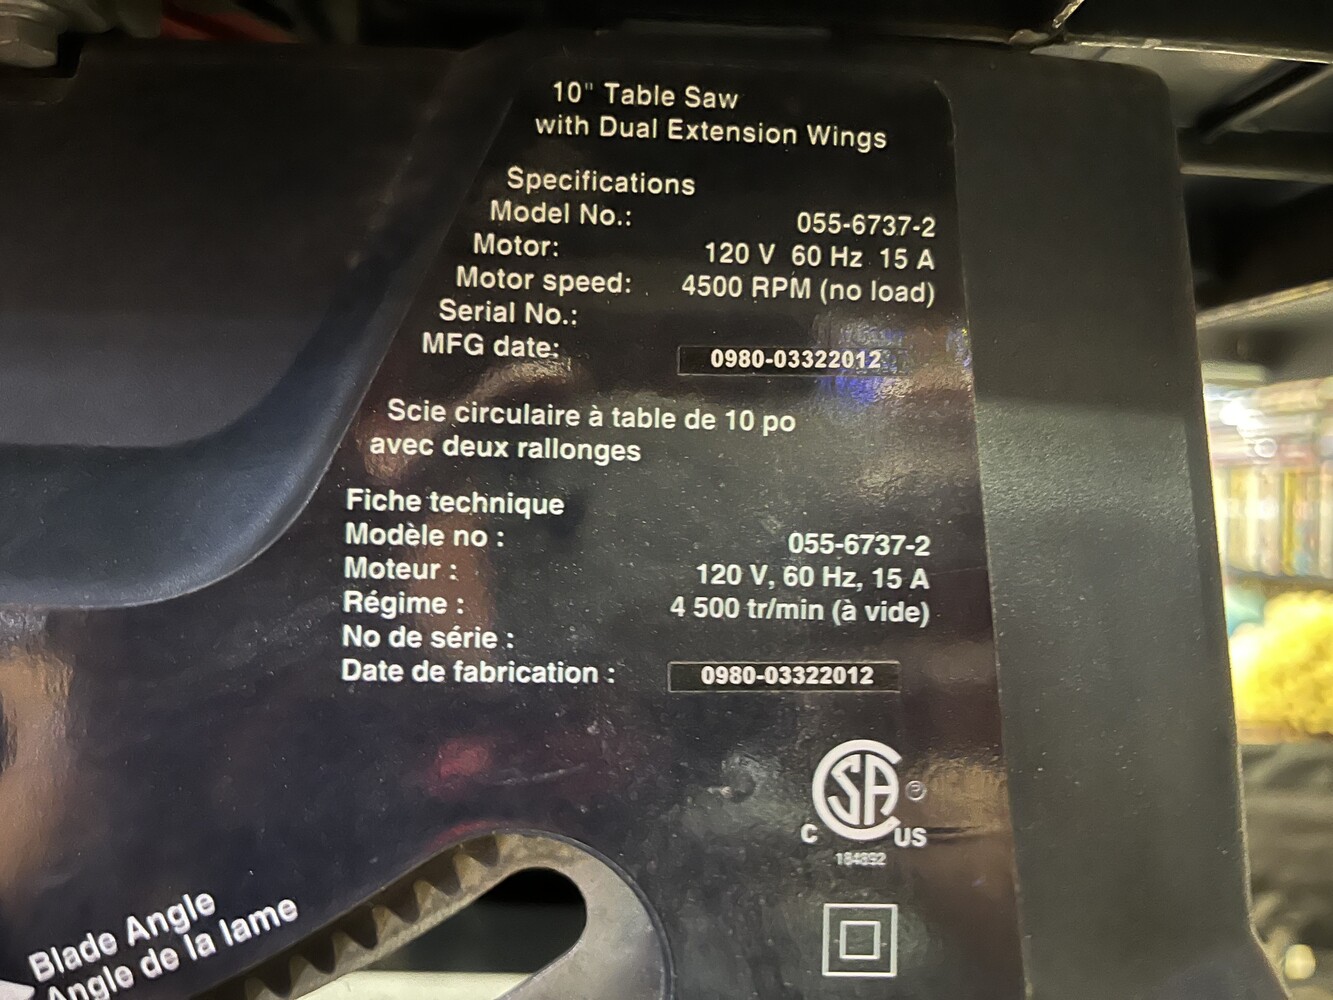 10" Table Saw
with Dual Extension Wings
Specifications
Model No.: 055-6737-2
Motor: 120 V 60 Hz 15 A
Motor speed: 4500 RPM (no load)
Serial No.:
MFG date: 0980-03322012
Scie circulaire à table de 10 po
avec deux rallonges
Fiche technique
Modèle no : 055-6737-2
Moteur : 120 V, 60 Hz, 15 A
Régime : 4 500 tr/min (à vide)
No de série :
Date de fabrication : 0980-03322012
CSA ®
C US
184892
Blade Angle
Angle de la lame